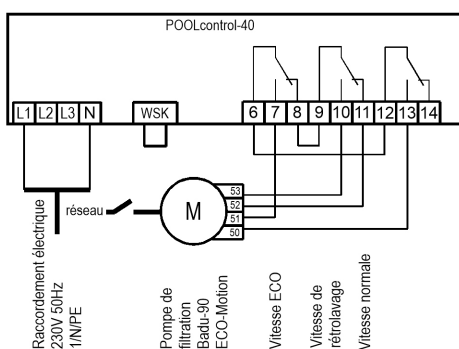 POOLcontrol-40
L1 L2 L3 N
WSK
6 7 8 9 10 11 12 13 14
réseau
M
53
52
51
50
Raccordement électrique
230V 50Hz
1/N/PE
Pompe de
filtration
Badu-90
ECO-Motion
Vitesse ECO
Vitesse de
rétrolavage
Vitesse normale